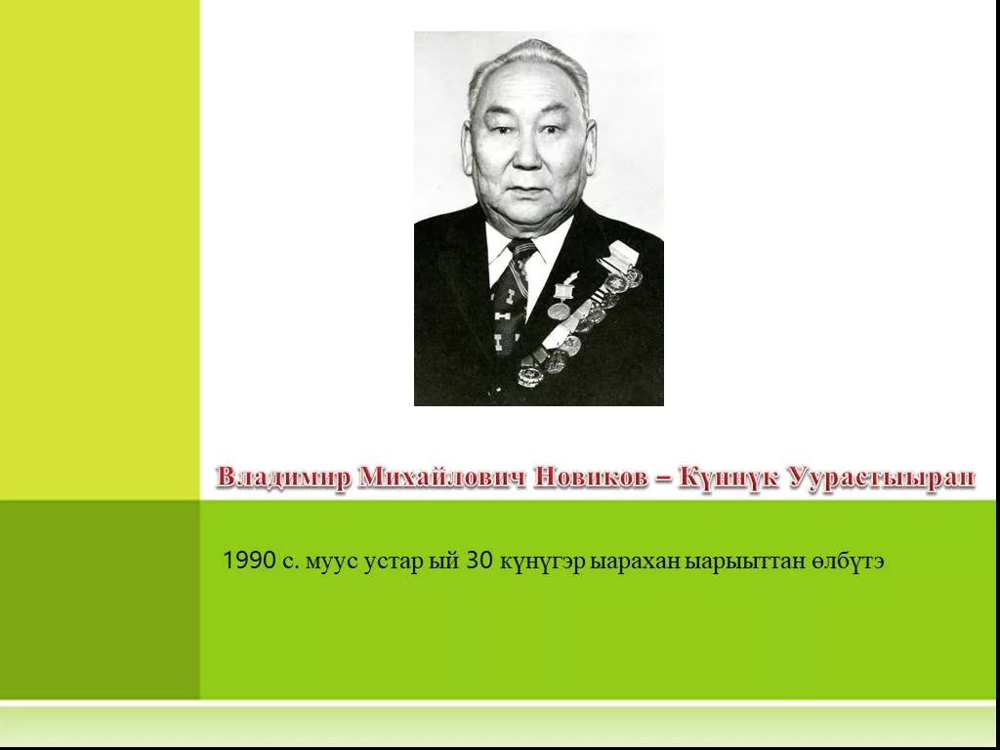 Владимир Михайлович Новиков – Күннүк Уурастыырап
1990 с. муус устар ый 30 күнүгэр ыарахан ыарыыттан өлбүтэ